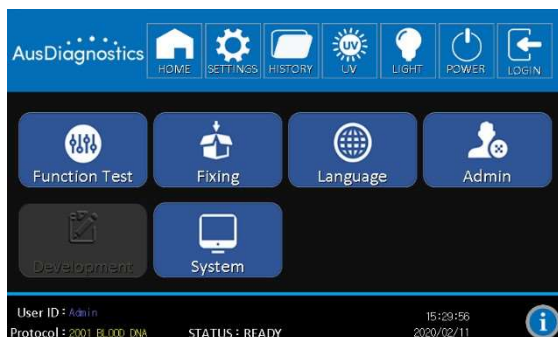 AusDiagnostics
HOME SETTINGS HISTORY UV LIGHT POWER LOGIN
Function Test Fixing Language Admin
Development System
User ID : Admin 15:29:56
Protocol : 2001 BLOOD DNA STATUS : READY 2020/02/11